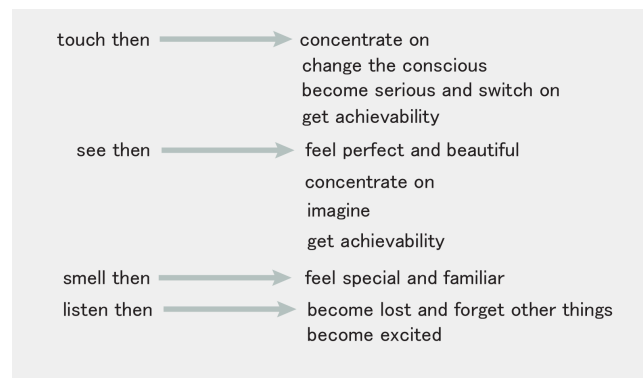 touch then concentrate on
change the conscious
become serious and switch on
get achievability
see then feel perfect and beautiful
concentrate on
imagine
get achievability
smell then feel special and familiar
listen then become lost and forget other things
become excited